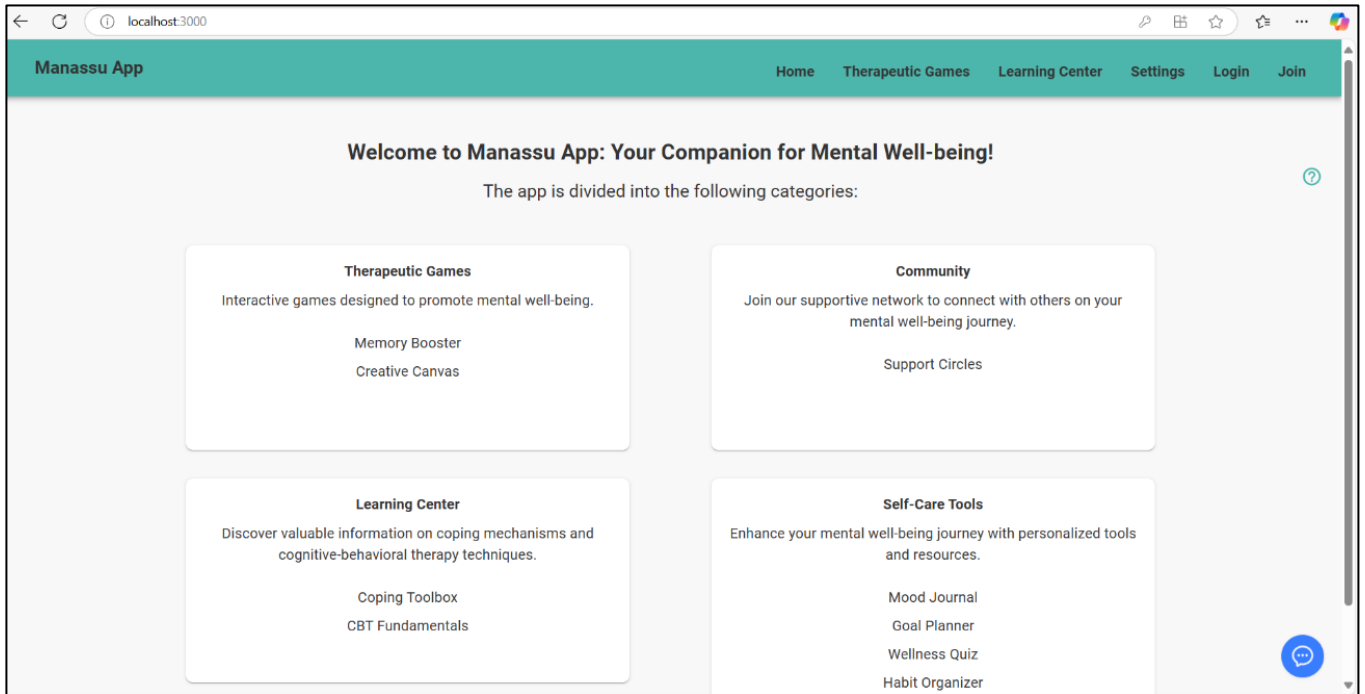 localhost:3000
Manassu App
Home Therapeutic Games Learning Center Settings Login Join
Welcome to Manassu App: Your Companion for Mental Well-being!
The app is divided into the following categories:
Therapeutic Games
Interactive games designed to promote mental well-being.
Memory Booster
Creative Canvas
Community
Join our supportive network to connect with others on your
mental well-being journey.
Support Circles
Learning Center
Discover valuable information on coping mechanisms and
cognitive-behavioral therapy techniques.
Coping Toolbox
CBT Fundamentals
Self-Care Tools
Enhance your mental well-being journey with personalized tools
and resources.
Mood Journal
Goal Planner
Wellness Quiz
Habit Organizer